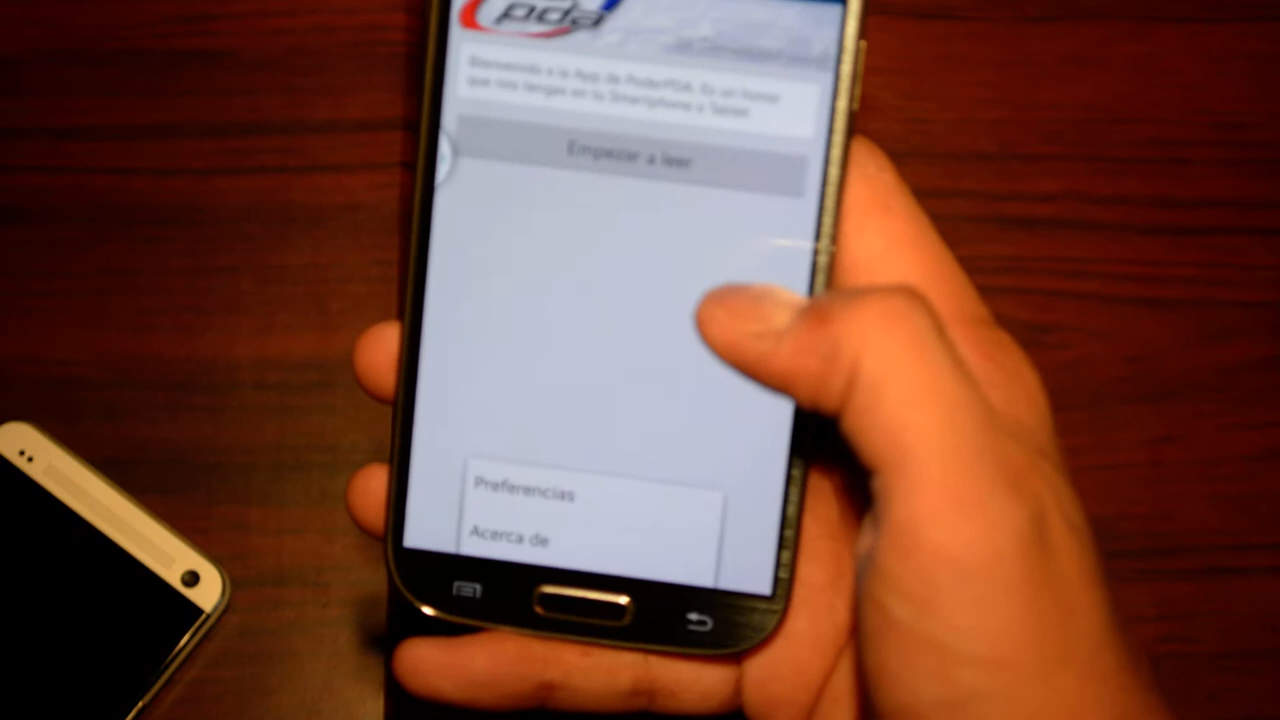 pda
Bienvenido a la App de PoderPDA. Es un honor
que nos tengas en tu Smartphone o Tablet
Empezar a leer
Preferencias
Acerca de